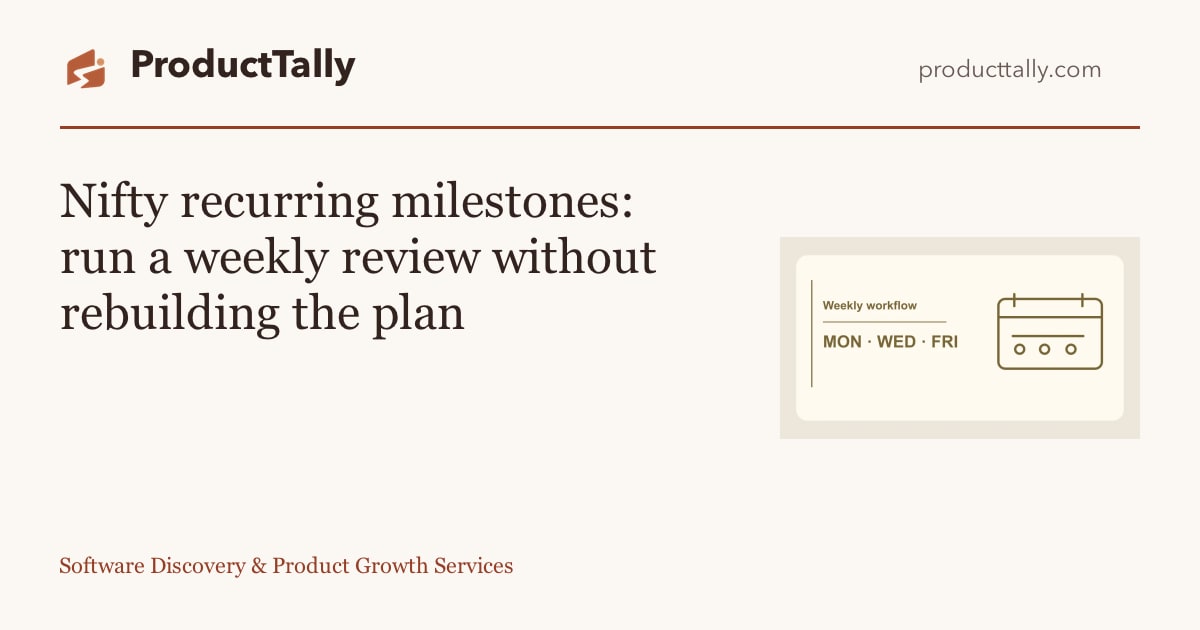 ProductTally
producttally.com
Nifty recurring milestones:
run a weekly review without
rebuilding the plan
Weekly workflow
MON · WED · FRI
Software Discovery & Product Growth Services